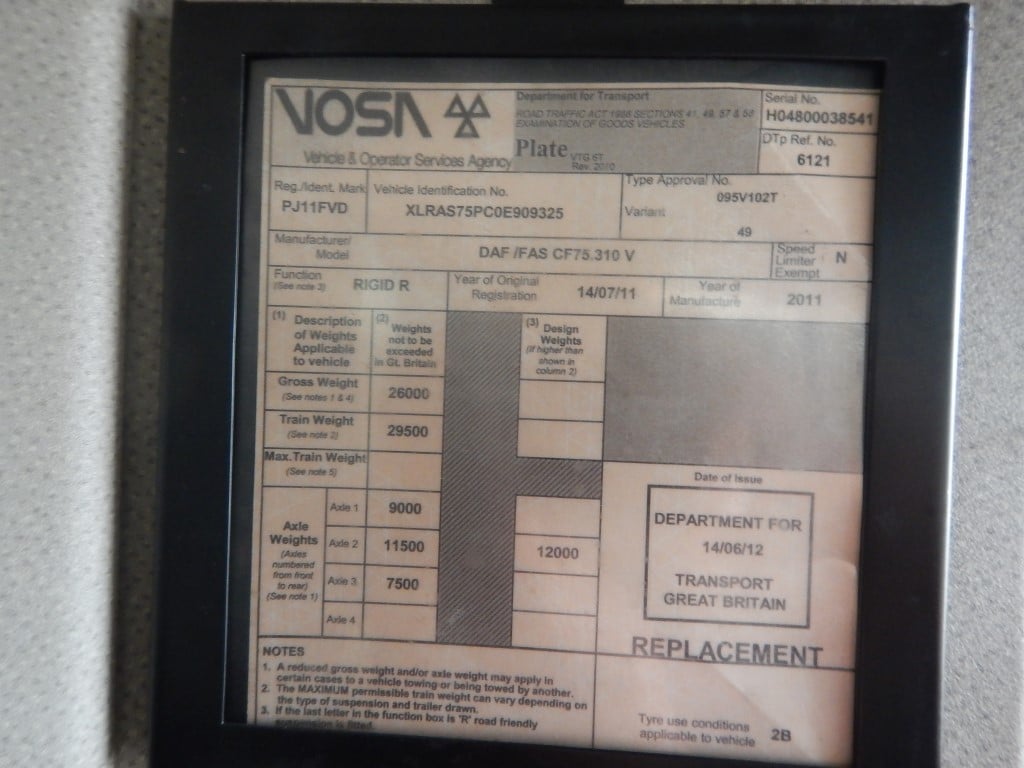 VOSA
Vehicle & Operator Services Agency
Department for Transport
ROAD TRAFFIC ACT 1988 SECTIONS 41, 49, 57 & 58
EXAMINATION OF GOODS VEHICLES
Plate VTG 6T
Rev. 2010
Serial No.
H04800038541
DTp Ref. No.
6121
Reg./Ident. Mark
PJ11FVD
Vehicle Identification No.
XLRAS75PC0E909325
Type Approval No.
095V102T
Variant
49
Manufacturer/
Model
DAF /FAS CF75.310 V
Speed
Limiter
Exempt
N
Function
(See note 3)
RIGID R
Year of Original
Registration
14/07/11
Year of
Manufacture
2011
(1) Description
of Weights
Applicable
to vehicle
(2) Weights
not to be
exceeded
in Gt. Britain
(3) Design
Weights
(If higher than
shown in
column 2)
Gross Weight
(See notes 1 & 4)
26000
Train Weight
(See note 2)
29500
Max.Train Weight
(See note 5)
Axle
Weights
(Axles
numbered
from front
to rear)
(See note 1)
Axle 1 9000
Axle 2 11500 12000
Axle 3 7500
Axle 4
Date of Issue
DEPARTMENT FOR
14/06/12
TRANSPORT
GREAT BRITAIN
REPLACEMENT
NOTES
1. A reduced gross weight and/or axle weight may apply in
certain cases to a vehicle towing or being towed by another.
2. The MAXIMUM permissible train weight can vary depending on
the type of suspension and trailer drawn.
3. If the last letter in the function box is 'R' road friendly
suspension is fitted.
Tyre use conditions
applicable to vehicle
2B